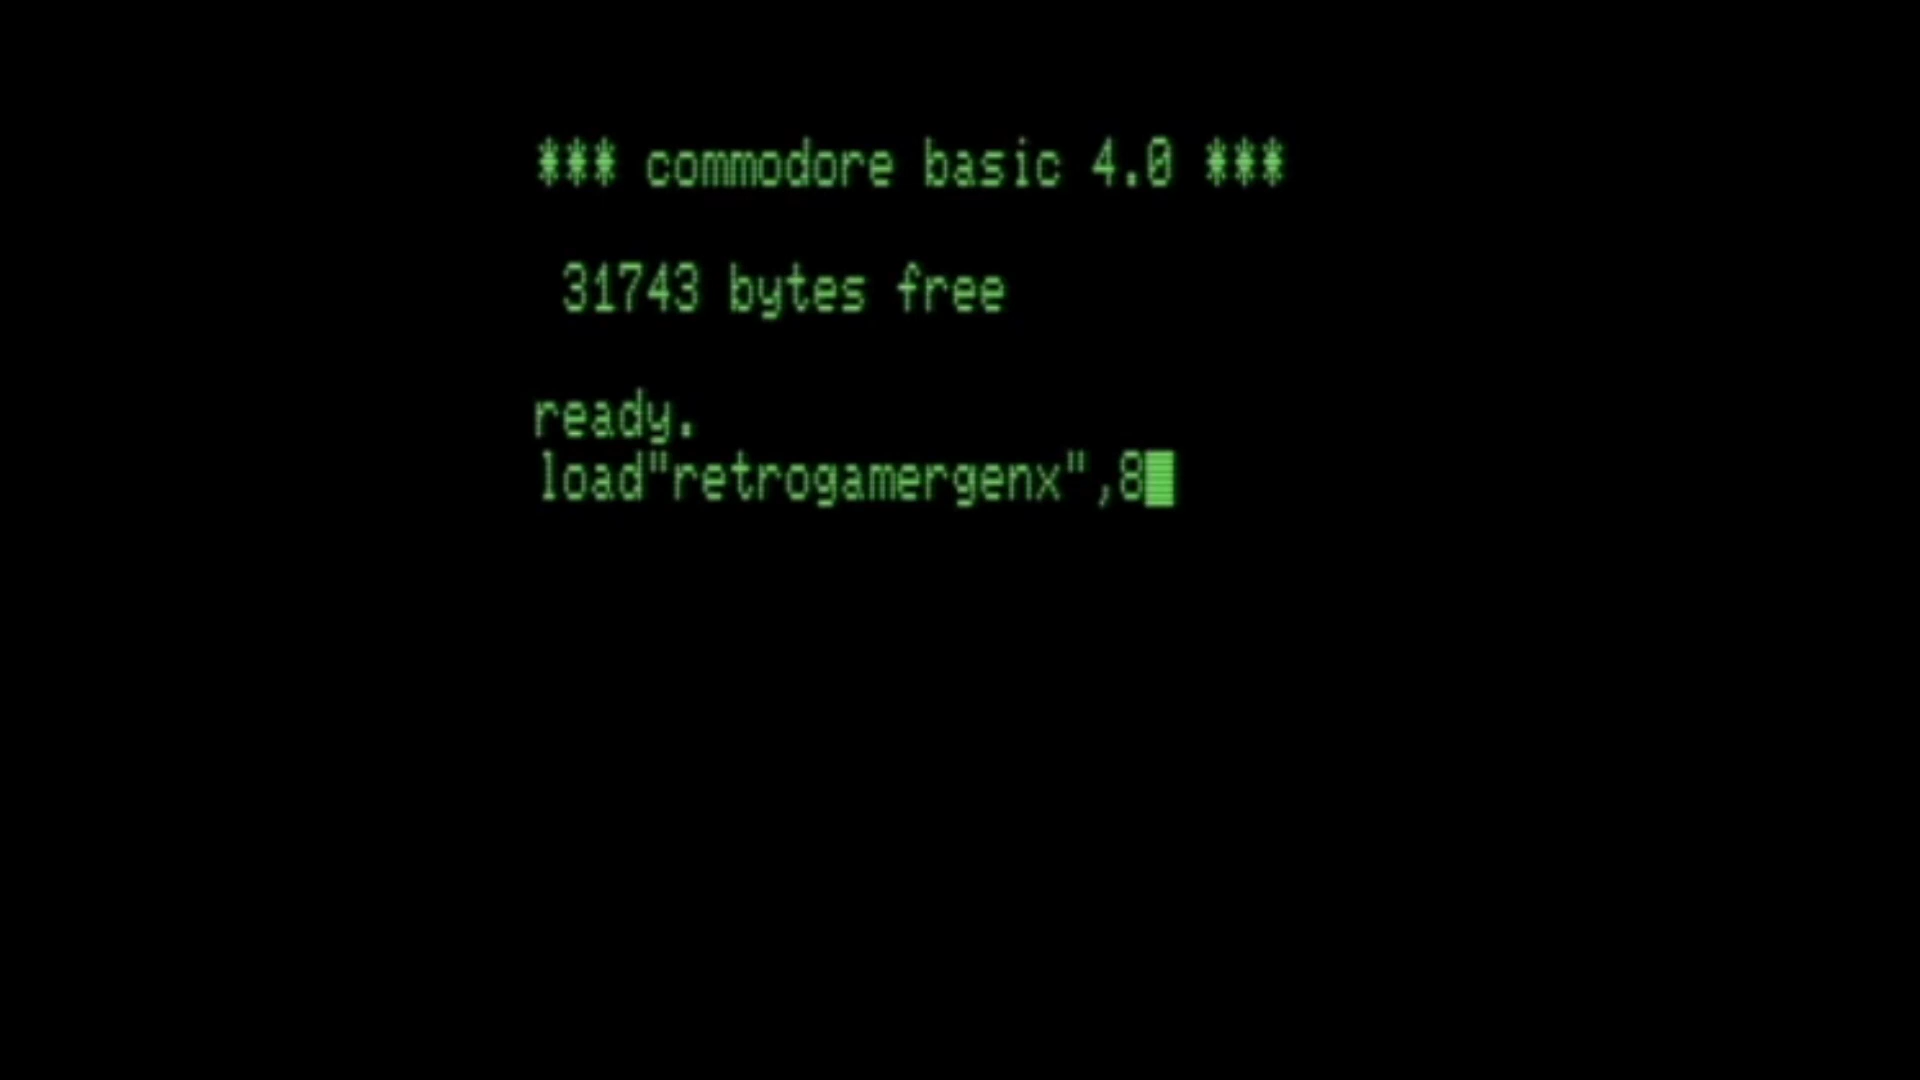 *** commodore basic 4.0 ***
31743 bytes free
ready.
load"retrogamergenx",8